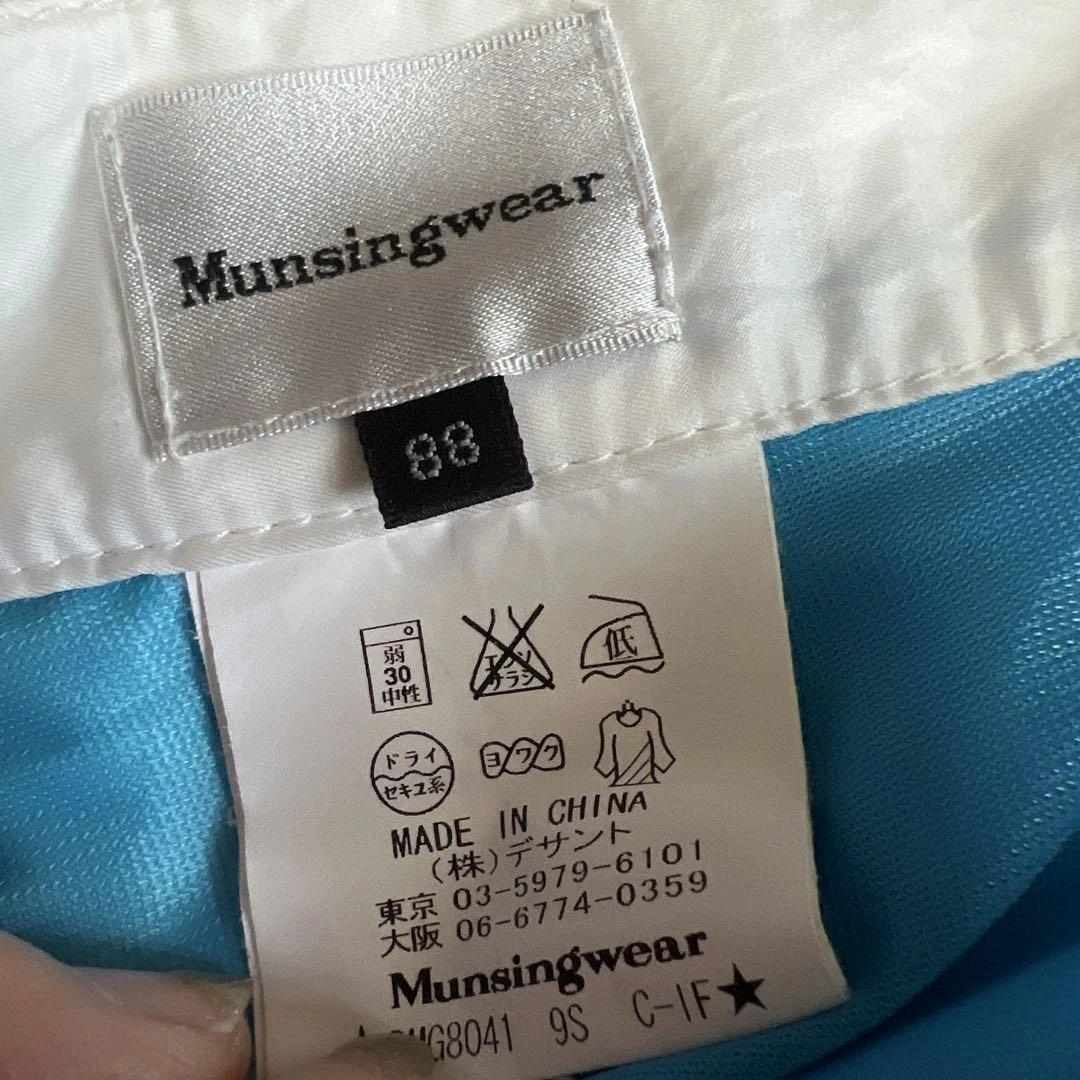 Munsingwear
88
弱
30
中性
エンソ
サラシ
低
ドライ
セキユ系
ヨワク
MADE IN CHINA
(株)デサント
東京 03-5979-6101
大阪 06-6774-0359
Munsingwear
9S C-IF★